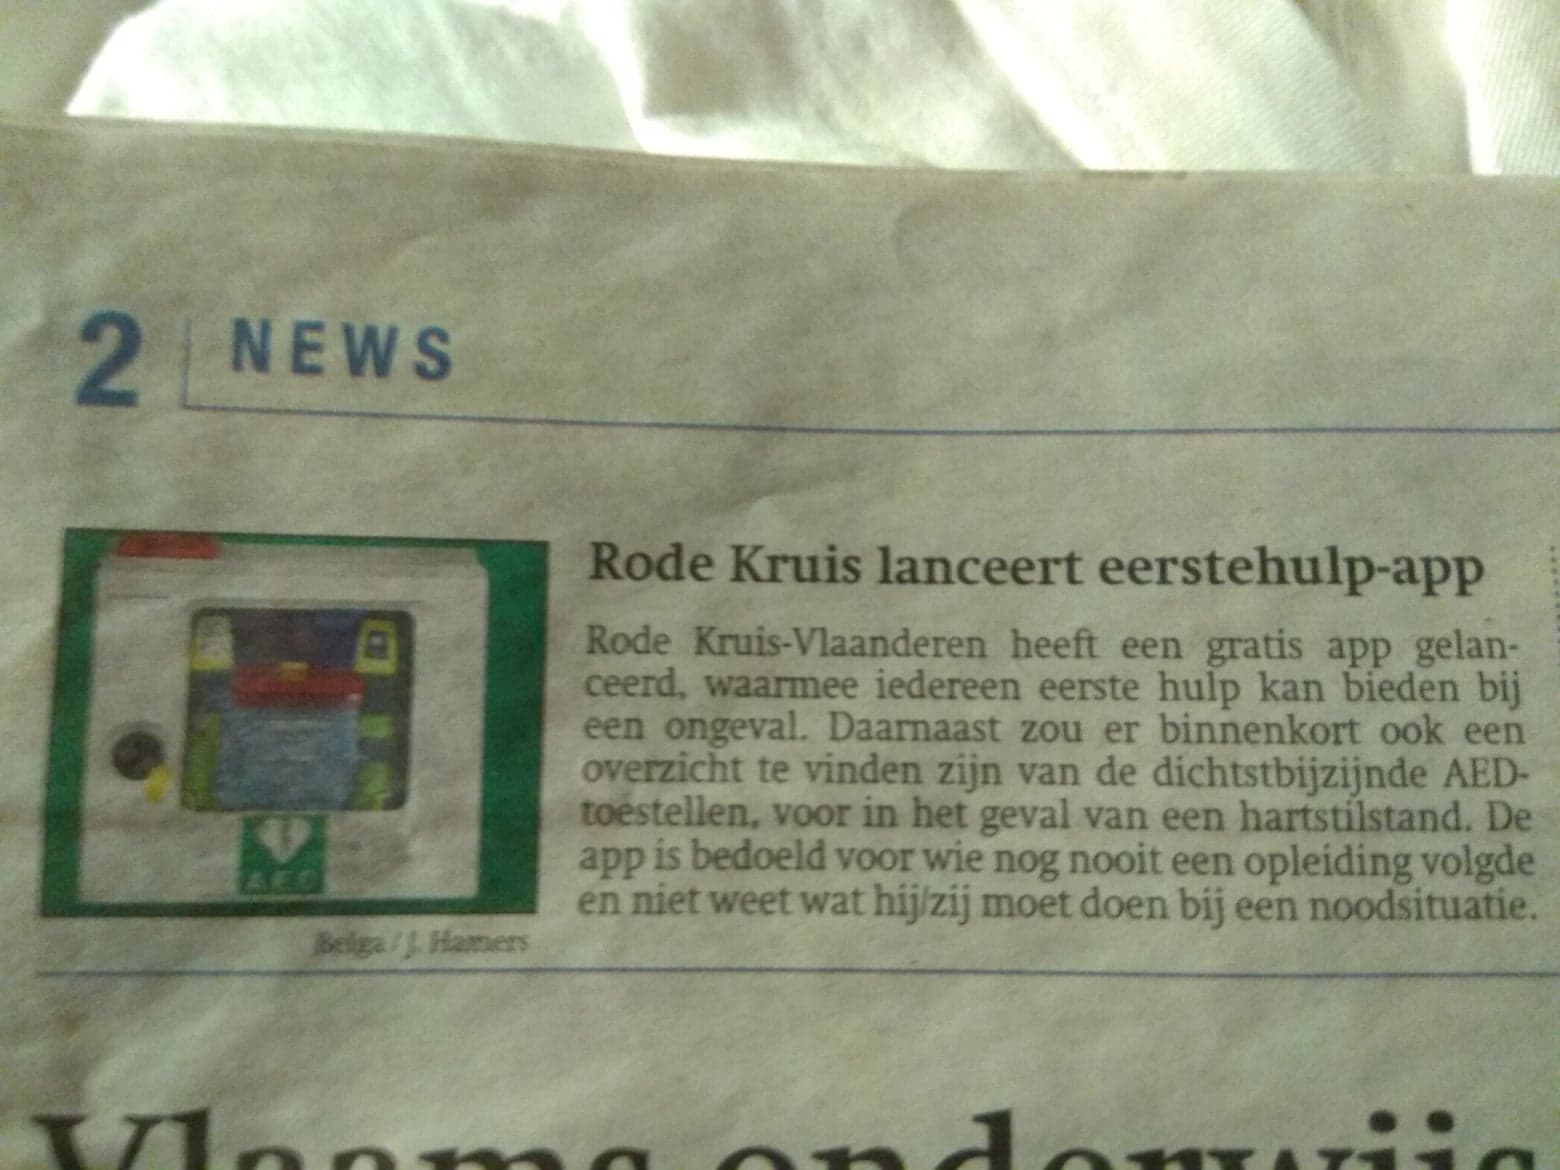 2 NEWS
Rode Kruis lanceert eerstehulp-app
Rode Kruis-Vlaanderen heeft een gratis app gelan-
ceerd, waarmee iedereen eerste hulp kan bieden bij
een ongeval. Daarnaast zou er binnenkort ook een
overzicht te vinden zijn van de dichtstbijzijnde AED-
toestellen, voor in het geval van een hartstilstand. De
app is bedoeld voor wie nog nooit een opleiding volgde
en niet weet wat hij/zij moet doen bij een noodsituatie.
AED
Belga / J. Hamers
Vlaams onderwijs